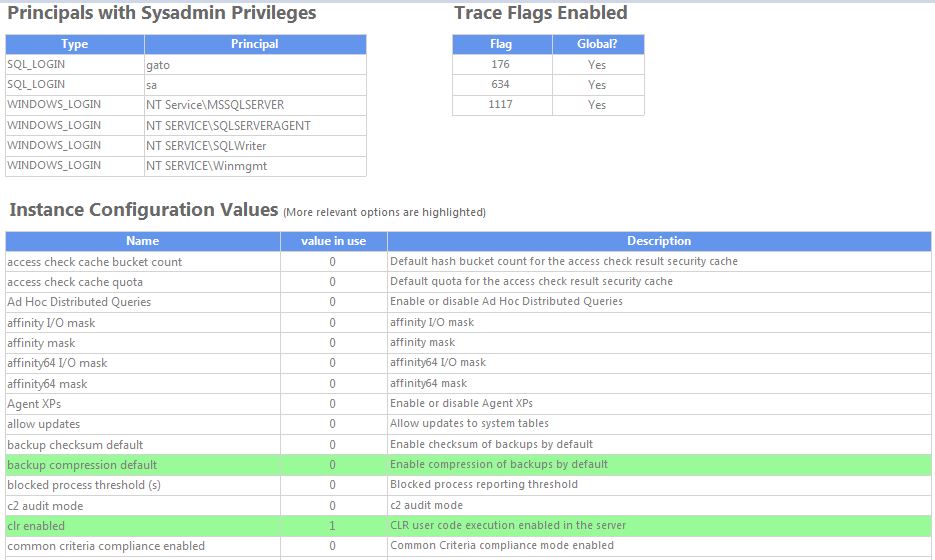 Principals with Sysadmin Privileges
Type Principal
SQL_LOGIN gato
SQL_LOGIN sa
WINDOWS_LOGIN NT Service\MSSQLSERVER
WINDOWS_LOGIN NT SERVICE\SQLSERVERAGENT
WINDOWS_LOGIN NT SERVICE\SQLWriter
WINDOWS_LOGIN NT SERVICE\Winmgmt
Trace Flags Enabled
Flag Global?
176 Yes
634 Yes
1117 Yes
Instance Configuration Values (More relevant options are highlighted)
Name value in use Description
access check cache bucket count 0 Default hash bucket count for the access check result security cache
access check cache quota 0 Default quota for the access check result security cache
Ad Hoc Distributed Queries 0 Enable or disable Ad Hoc Distributed Queries
affinity I/O mask 0 affinity I/O mask
affinity mask 0 affinity mask
affinity64 I/O mask 0 affinity64 I/O mask
affinity64 mask 0 affinity64 mask
Agent XPs 0 Enable or disable Agent XPs
allow updates 0 Allow updates to system tables
backup checksum default 0 Enable checksum of backups by default
backup compression default 0 Enable compression of backups by default
blocked process threshold (s) 0 Blocked process reporting threshold
c2 audit mode 0 c2 audit mode
clr enabled 1 CLR user code execution enabled in the server
common criteria compliance enabled 0 Common Criteria compliance mode enabled